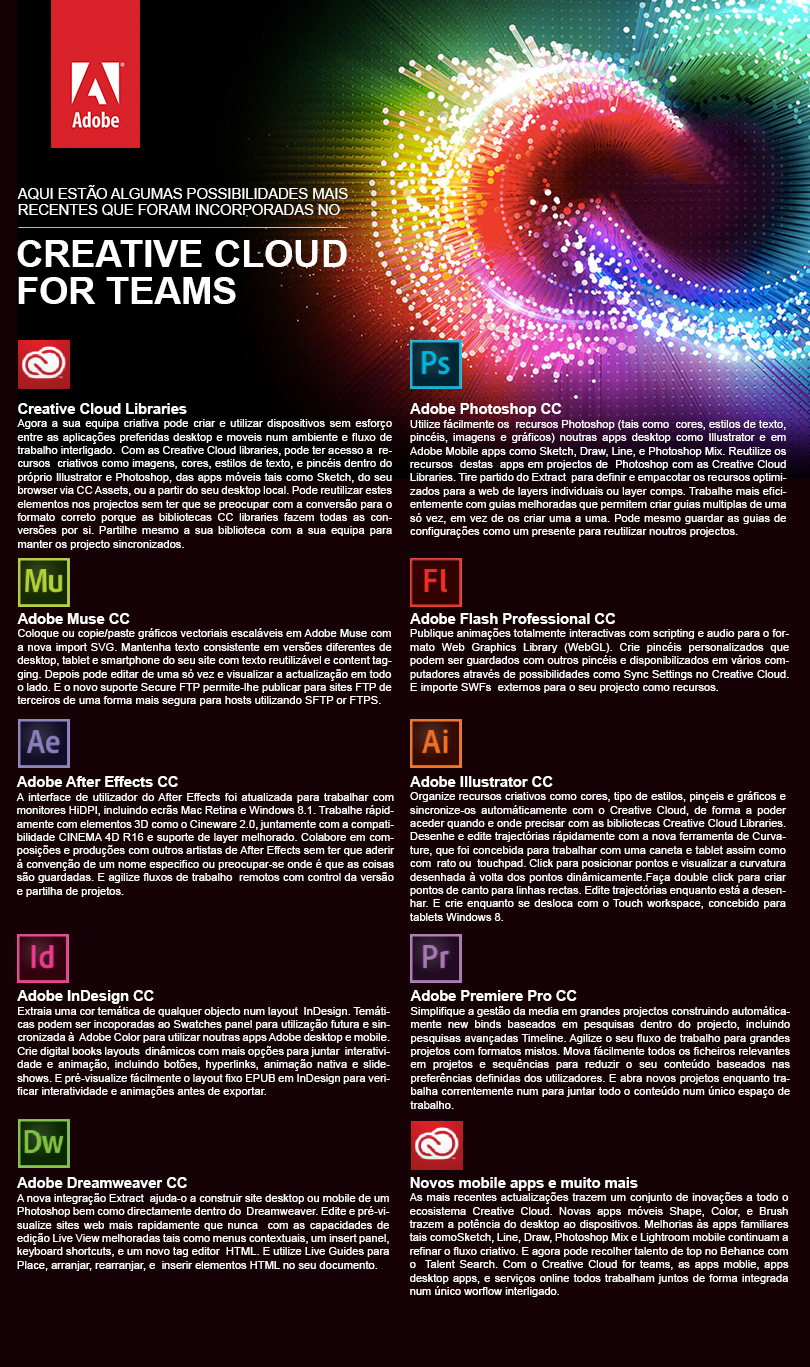 Adobe
AQUI ESTÃO ALGUMAS POSSIBILIDADES MAIS
RECENTES QUE FORAM INCORPORADAS NO
CREATIVE CLOUD
FOR TEAMS
Creative Cloud Libraries
Agora a sua equipa criativa pode criar e utilizar dispositivos sem esforço
entre as aplicações preferidas desktop e moveis num ambiente e fluxo de
trabalho interligado. Com as Creative Cloud libraries, pode ter acesso a re-
cursos criativos como imagens, cores, estilos de texto, e pincéis dentro do
próprio Illustrator e Photoshop, das apps móveis tais como Sketch, do seu
browser via CC Assets, ou a partir do seu desktop local. Pode reutilizar estes
elementos nos projectos sem ter que se preocupar com a conversão para o
formato correto porque as bibliotecas CC libraries fazem todas as con-
versões por si. Partilhe mesmo a sua biblioteca com a sua equipa para
manter os projecto sincronizados.
Ps
Adobe Photoshop CC
Utilize fácilmente os recursos Photoshop (tais como cores, estilos de texto,
pincéis, imagens e gráficos) noutras apps desktop como Illustrator e em
Adobe Mobile apps como Sketch, Draw, Line, e Photoshop Mix. Reutilize os
recursos destas apps em projectos de Photoshop com as Creative Cloud
Libraries. Tire partido do Extract para definir e empacotar os recursos optimi-
zados para a web de layers individuais ou layer comps. Trabalhe mais efici-
entemente com guias melhoradas que permitem criar guias multiplas de uma
só vez, em vez de os criar uma a uma. Pode mesmo guardar as guias de
configurações como um presente para reutilizar noutros projectos.
Mu
Adobe Muse CC
Coloque ou copie/paste gráficos vectoriais escaláveis em Adobe Muse com
a nova import SVG. Mantenha texto consistente em versões diferentes de
desktop, tablet e smartphone do seu site com texto reutilizável e content tag-
ging. Depois pode editar de uma só vez e visualizar a actualização em todo
o lado. E o novo suporte Secure FTP permite-lhe publicar para sites FTP de
terceiros de uma forma mais segura para hosts utilizando SFTP or FTPS.
Fl
Adobe Flash Professional CC
Publique animações totalmente interactivas com scripting e audio para o for-
mato Web Graphics Library (WebGL). Crie pincéis personalizados que
podem ser guardados com outros pincéis e disponibilizados em vários com-
putadores através de possibilidades como Sync Settings no Creative Cloud.
E importe SWFs externos para o seu projecto como recursos.
Ae
Adobe After Effects CC
A interface de utilizador do After Effects foi atualizada para trabalhar com
monitores HiDPI, incluindo ecrãs Mac Retina e Windows 8.1. Trabalhe rápid-
amente com elementos 3D como o Cineware 2.0, juntamente com a compati-
bilidade CINEMA 4D R16 e suporte de layer melhorado. Colabore em com-
posições e produções com outros artistas de After Effects sem ter que aderir
á convenção de um nome especifico ou preocupar-se onde é que as coisas
são guardadas. E agilize fluxos de trabalho remotos com control da versão
e partilha de projetos.
Ai
Adobe Illustrator CC
Organize recursos criativos como cores, tipo de estilos, pinçeis e gráficos e
sincronize-os automáticamente com o Creative Cloud, de forma a poder
aceder quando e onde precisar com as bibliotecas Creative Cloud Libraries.
Desenhe e edite trajectórias rápidamente com a nova ferramenta de Curva-
ture, que foi concebida para trabalhar com uma caneta e tablet assim como
com rato ou touchpad. Click para posicionar pontos e visualizar a curvatura
desenhada à volta dos pontos dinâmicamente.Faça double click para criar
pontos de canto para linhas rectas. Edite trajectórias enquanto está a desen-
har. E crie enquanto se desloca com o Touch workspace, concebido para
tablets Windows 8.
Id
Adobe InDesign CC
Extraia uma cor temática de qualquer objecto num layout InDesign. Temáti-
cas podem ser incoporadas ao Swatches panel para utilização futura e sin-
cronizada à Adobe Color para utilizar noutras apps Adobe desktop e mobile.
Crie digital books layouts dinâmicos com mais opções para juntar interativi-
dade e animação, incluindo botões, hyperlinks, animação nativa e slide-
shows. E pré-visualize fácilmente o layout fixo EPUB em InDesign para veri-
ficar interatividade e animações antes de exportar.
Pr
Adobe Premiere Pro CC
Simplifique a gestão da media em grandes projectos construindo automática-
mente new binds baseados em pesquisas dentro do projecto, incluindo
pesquisas avançadas Timeline. Agilize o seu fluxo de trabalho para grandes
projetos com formatos mistos. Mova fácilmente todos os ficheiros relevantes
em projetos e sequências para reduzir o seu conteúdo baseados nas
preferências definidas dos utilizadores. E abra novos projetos enquanto tra-
balha correntemente num para juntar todo o conteúdo num único espaço de
trabalho.
Dw
Adobe Dreamweaver CC
A nova integração Extract ajuda-o a construir site desktop ou mobile de um
Photoshop bem como directamente dentro do Dreamweaver. Edite e pré-vi-
sualize sites web mais rapidamente que nunca com as capacidades de
edição Live View melhoradas tais como menus contextuais, um insert panel,
keyboard shortcuts, e um novo tag editor HTML. E utilize Live Guides para
Place, arranjar, rearranjar, e inserir elementos HTML no seu documento.
Novos mobile apps e muito mais
As mais recentes actualizações trazem um conjunto de inovações a todo o
ecosistema Creative Cloud. Novas apps móveis Shape, Color, e Brush
trazem a potência do desktop ao dispositivos. Melhorias às apps familiares
tais comoSketch, Line, Draw, Photoshop Mix e Lightroom mobile continuam a
refinar o fluxo criativo. E agora pode recolher talento de top no Behance com
o Talent Search. Com o Creative Cloud for teams, as apps moblie, apps
desktop apps, e serviços online todos trabalham juntos de forma integrada
num único worflow interligado.